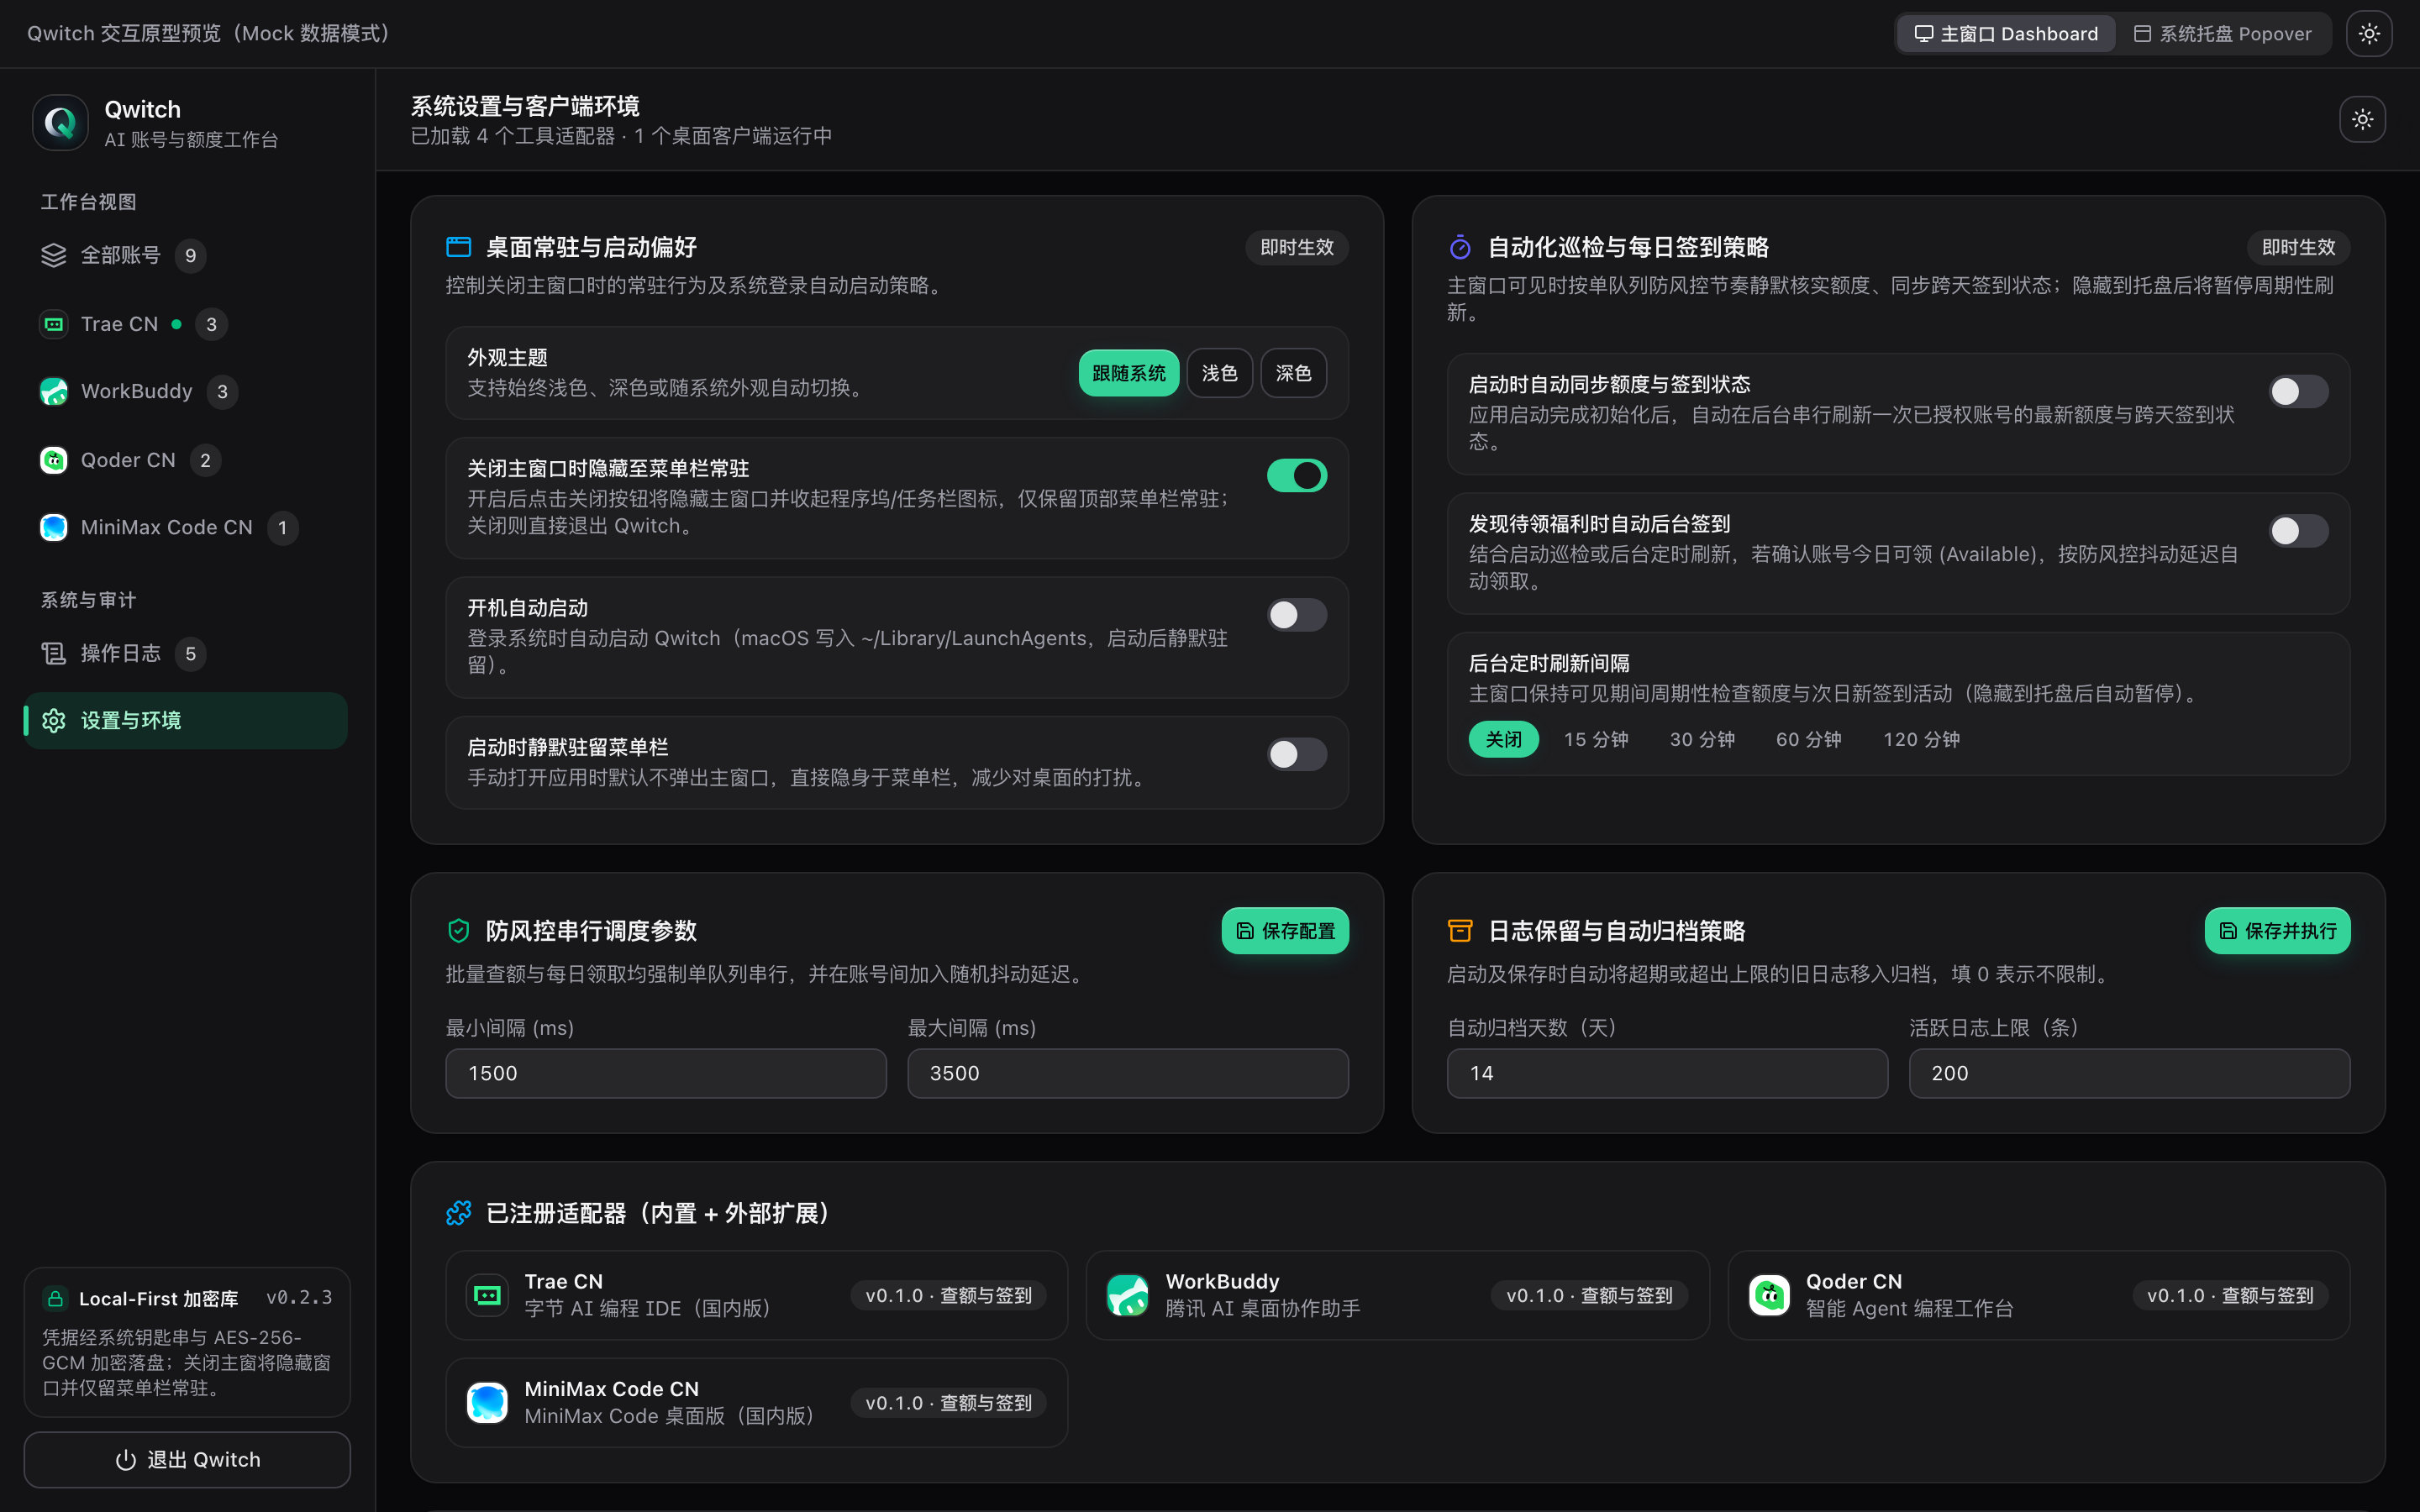 Qwitch 交互原型预览（Mock 数据模式）
主窗口 Dashboard
系统托盘 Popover
Qwitch
AI 账号与额度工作台
工作台视图
全部账号 9
Trae CN 3
WorkBuddy 3
Qoder CN 2
MiniMax Code CN 1
系统与审计
操作日志 5
设置与环境
Local-First 加密库 v0.2.3
凭据经系统钥匙串与 AES-256-
GCM 加密落盘；关闭主窗将隐藏窗
口并仅留菜单栏常驻。
退出 Qwitch
系统设置与客户端环境
已加载 4 个工具适配器 · 1 个桌面客户端运行中
桌面常驻与启动偏好
即时生效
控制关闭主窗口时的常驻行为及系统登录自动启动策略。
外观主题
支持始终浅色、深色或随系统外观自动切换。
跟随系统 浅色 深色
关闭主窗口时隐藏至菜单栏常驻
开启后点击关闭按钮将隐藏主窗口并收起程序坞/任务栏图标，仅保留顶部菜单栏常驻；
关闭则直接退出 Qwitch。
开机自动启动
登录系统时自动启动 Qwitch（macOS 写入 ~/Library/LaunchAgents，启动后静默驻
留）。
启动时静默驻留菜单栏
手动打开应用时默认不弹出主窗口，直接隐身于菜单栏，减少对桌面的打扰。
自动化巡检与每日签到策略
即时生效
主窗口可见时按单队列防风控节奏静默核实额度、同步跨天签到状态；隐藏到托盘后将暂停周期性刷
新。
启动时自动同步额度与签到状态
应用启动完成初始化后，自动在后台串行刷新一次已授权账号的最新额度与跨天签到状
态。
发现待领福利时自动后台签到
结合启动巡检或后台定时刷新，若确认账号今日可领 (Available)，按防风控抖动延迟自
动领取。
后台定时刷新间隔
主窗口保持可见期间周期性检查额度与次日新签到活动（隐藏到托盘后自动暂停）。
关闭 15 分钟 30 分钟 60 分钟 120 分钟
防风控串行调度参数
保存配置
批量查额与每日领取均强制单队列串行，并在账号间加入随机抖动延迟。
最小间隔 (ms) 最大间隔 (ms)
1500 3500
日志保留与自动归档策略
保存并执行
启动及保存时自动将超期或超出上限的旧日志移入归档，填 0 表示不限制。
自动归档天数（天） 活跃日志上限（条）
14 200
已注册适配器（内置 + 外部扩展）
Trae CN
字节 AI 编程 IDE（国内版）
v0.1.0 · 查额与签到
WorkBuddy
腾讯 AI 桌面协作助手
v0.1.0 · 查额与签到
Qoder CN
智能 Agent 编程工作台
v0.1.0 · 查额与签到
MiniMax Code CN
MiniMax Code 桌面版（国内版）
v0.1.0 · 查额与签到